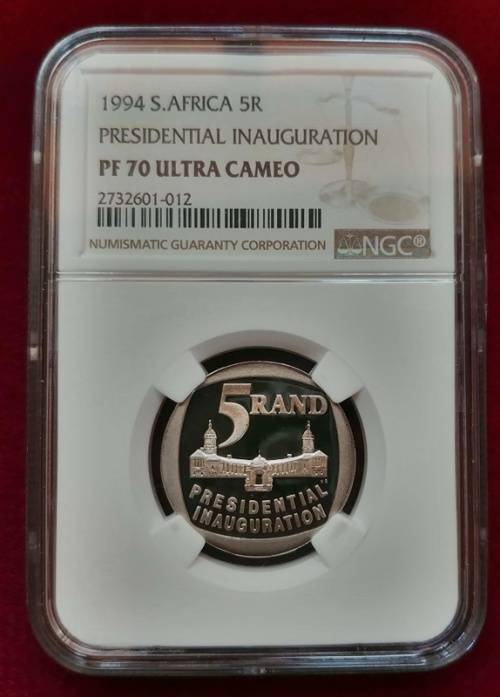 1994 S.AFRICA 5R
PRESIDENTIAL INAUGURATION
PF 70 ULTRA CAMEO
2732601-012
NUMISMATIC GUARANTY CORPORATION NGC®
5 RAND
PRESIDENTIAL
INAUGURATION